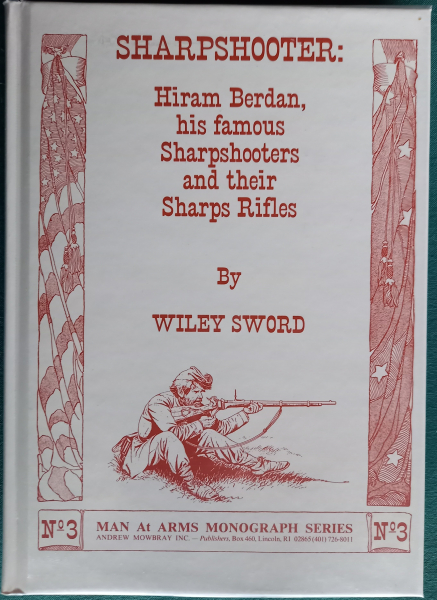 SHARPSHOOTER:
Hiram Berdan,
his famous
Sharpshooters
and their
Sharps Rifles
By
WILEY SWORD
Nº3
MAN At ARMS MONOGRAPH SERIES
ANDREW MOWBRAY INC. — Publishers, Box 460, Lincoln, RI 02865 (401) 726-8011
Nº3